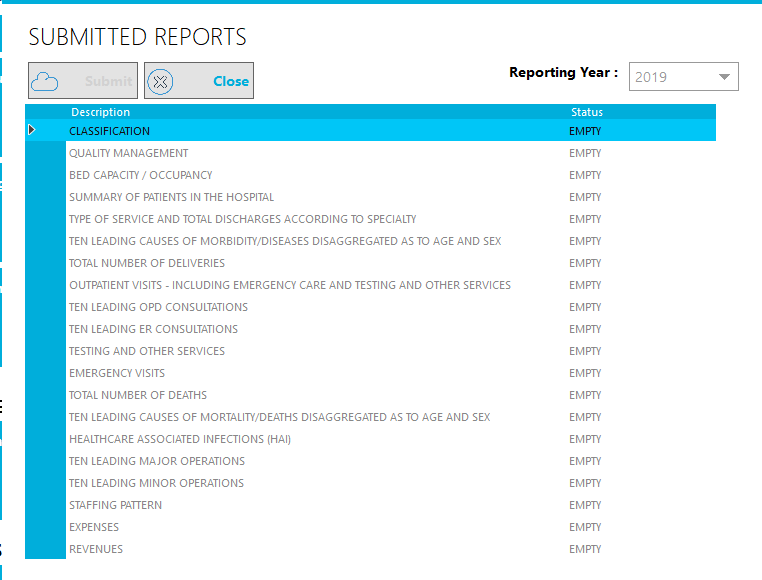 SUBMITTED REPORTS
Submit Close Reporting Year : 2019
Description Status
CLASSIFICATION EMPTY
QUALITY MANAGEMENT EMPTY
BED CAPACITY / OCCUPANCY EMPTY
SUMMARY OF PATIENTS IN THE HOSPITAL EMPTY
TYPE OF SERVICE AND TOTAL DISCHARGES ACCORDING TO SPECIALTY EMPTY
TEN LEADING CAUSES OF MORBIDITY/DISEASES DISAGGREGATED AS TO AGE AND SEX EMPTY
TOTAL NUMBER OF DELIVERIES EMPTY
OUTPATIENT VISITS - INCLUDING EMERGENCY CARE AND TESTING AND OTHER SERVICES EMPTY
TEN LEADING OPD CONSULTATIONS EMPTY
TEN LEADING ER CONSULTATIONS EMPTY
TESTING AND OTHER SERVICES EMPTY
EMERGENCY VISITS EMPTY
TOTAL NUMBER OF DEATHS EMPTY
TEN LEADING CAUSES OF MORTALITY/DEATHS DISAGGREGATED AS TO AGE AND SEX EMPTY
HEALTHCARE ASSOCIATED INFECTIONS (HAI) EMPTY
TEN LEADING MAJOR OPERATIONS EMPTY
TEN LEADING MINOR OPERATIONS EMPTY
STAFFING PATTERN EMPTY
EXPENSES EMPTY
REVENUES EMPTY